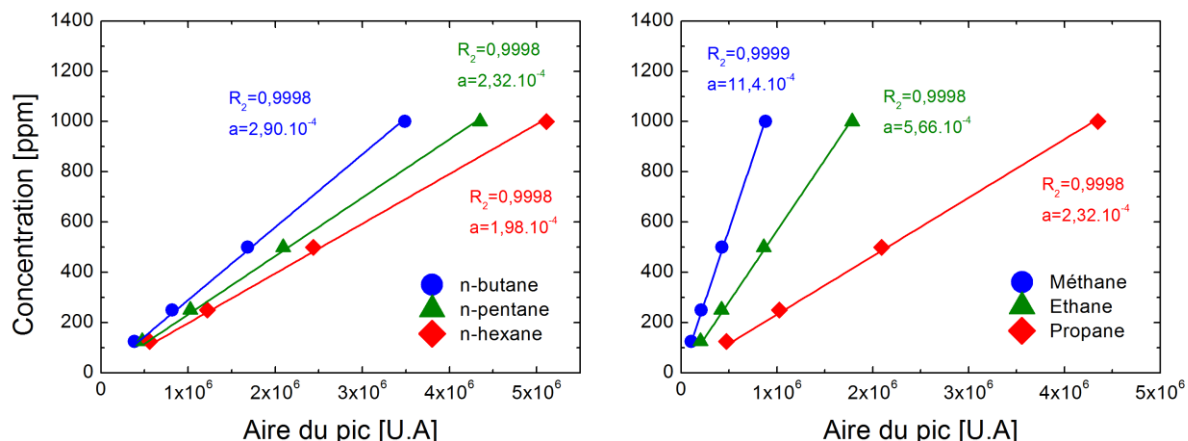 Concentration [ppm]
1400
1200
1000
800
600
400
200
0
R2=0,9998
a=2,32.10-4
R2=0,9998
a=2,90.10-4
R2=0,9998
a=1,98.10-4
n-butane
n-pentane
n-hexane
0 1x10^6 2x10^6 3x10^6 4x10^6 5x10^6
Aire du pic [U.A]
1400
1200
1000
800
600
400
200
0
R2=0,9999
a=11,4.10-4
R2=0,9998
a=5,66.10-4
R2=0,9998
a=2,32.10-4
Méthane
Ethane
Propane
0 1x10^6 2x10^6 3x10^6 4x10^6 5x10^6
Aire du pic [U.A]